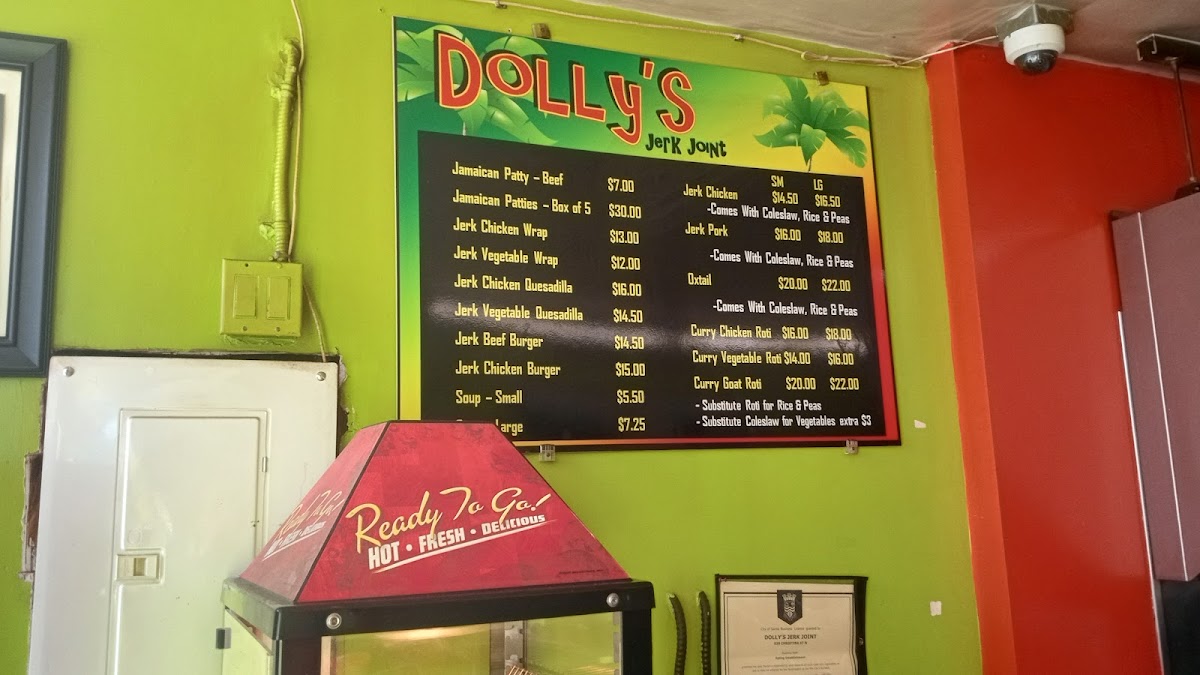 DOLLY'S
Jerk Joint
Jamaican Patty – Beef $7.00
Jamaican Patties – Box of 5 $30.00
Jerk Chicken Wrap $13.00
Jerk Vegetable Wrap $12.00
Jerk Chicken Quesadilla $16.00
Jerk Vegetable Quesadilla $14.50
Jerk Beef Burger $14.50
Jerk Chicken Burger $15.00
Soup – Small $5.50
Large $7.25
SM LG
Jerk Chicken $14.50 $16.50
-Comes With Coleslaw, Rice & Peas
Jerk Pork $16.00 $18.00
-Comes With Coleslaw, Rice & Peas
Oxtail $20.00 $22.00
-Comes With Coleslaw, Rice & Peas
Curry Chicken Roti $16.00 $18.00
Curry Vegetable Roti $14.00 $16.00
Curry Goat Roti $20.00 $22.00
- Substitute Roti for Rice & Peas
- Substitute Coleslaw for Vegetables extra $3
Ready To Go!
HOT • FRESH • DELICIOUS
DOLLY'S JERK JOINT